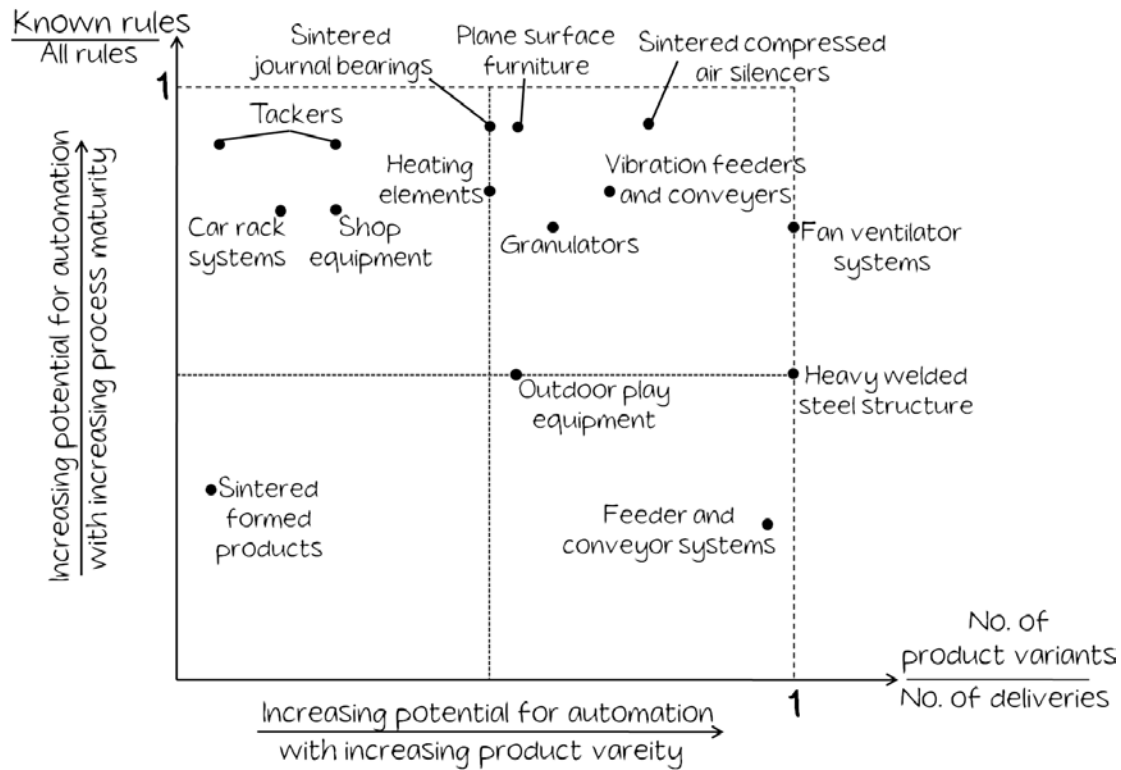 Known rules
All rules
1
Sintered
journal bearings
Plane surface
furniture
Sintered compressed
air silencers
Tackers
Heating
elements
Vibration feeders
and conveyers
Car rack
systems
Shop
equipment
Granulators
Fan ventilator
systems
Increasing potential for automation
with increasing process maturity
Outdoor play
equipment
Heavy welded
steel structure
Sintered
formed
products
Feeder and
conveyor systems
No. of
product variants
No. of deliveries
1
Increasing potential for automation
with increasing product vareity